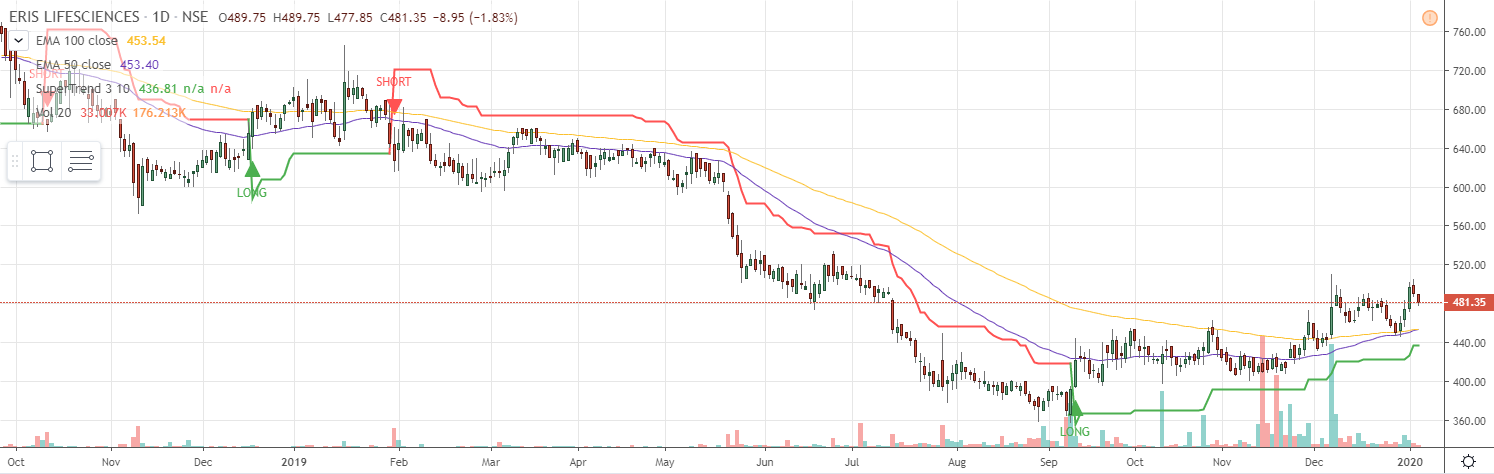 ERIS LIFESCIENCES · 1D · NSE O489.75 H489.75 L477.85 C481.35 −8.95 (−1.83%)
EMA 100 close 453.54
EMA 50 close 453.40
SHORT
SuperTrend 3 10 436.81 n/a n/a
Vol 20 33.007K 176.213K
SHORT
LONG
LONG
760.00
720.00
680.00
640.00
600.00
560.00
520.00
481.35
440.00
400.00
360.00
Oct Nov Dec 2019 Feb Mar Apr May Jun Jul Aug Sep Oct Nov Dec 2020